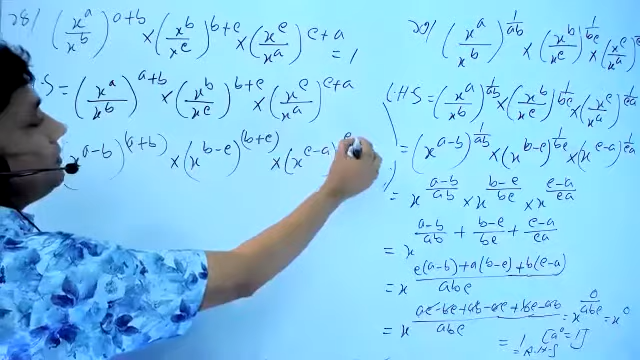 28) (x^a/x^b)^(a+b) × (x^b/x^e)^(b+e) × (x^e/x^a)^(e+a) = 1
S = (x^a/x^b)^(a+b) × (x^b/x^e)^(b+e) × (x^e/x^a)^(e+a)
(x^(a-b))^(a+b) × (x^(b-e))^(b+e) × (x^(e-a))^(e
29) (x^a/x^b)^(1/ab) × (x^b/x^e)^(1/be) × (x^e/x^a)
L.H.S = (x^a/x^b)^(1/ab) × (x^b/x^e)^(1/be) × (x^e/x^a)^(1/ea)
= (x^(a-b))^(1/ab) × (x^(b-e))^(1/be) × (x^(e-a))^(1/ea)
= x^((a-b)/ab) × x^((b-e)/be) × x^((e-a)/ea)
= x^((a-b)/ab + (b-e)/be + (e-a)/ea)
= x^((e(a-b)+a(b-e)+b(e-a))/abe)
= x^((ae-be+ab-ae+be-ab)/abe) = x^(0/abe) = x^0
= 1 [a^0=1]
= R.H.S